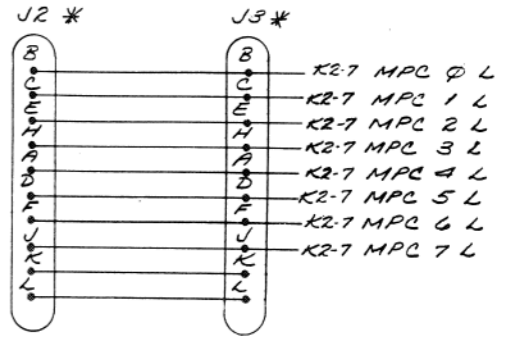 J2 * J3 *
B B
K2-7 MPC 0 L
C C
K2-7 MPC 1 L
E E
K2-7 MPC 2 L
H H
K2-7 MPC 3 L
A A
K2-7 MPC 4 L
D D
K2-7 MPC 5 L
F F
K2-7 MPC 6 L
J J
K2-7 MPC 7 L
K K
L L